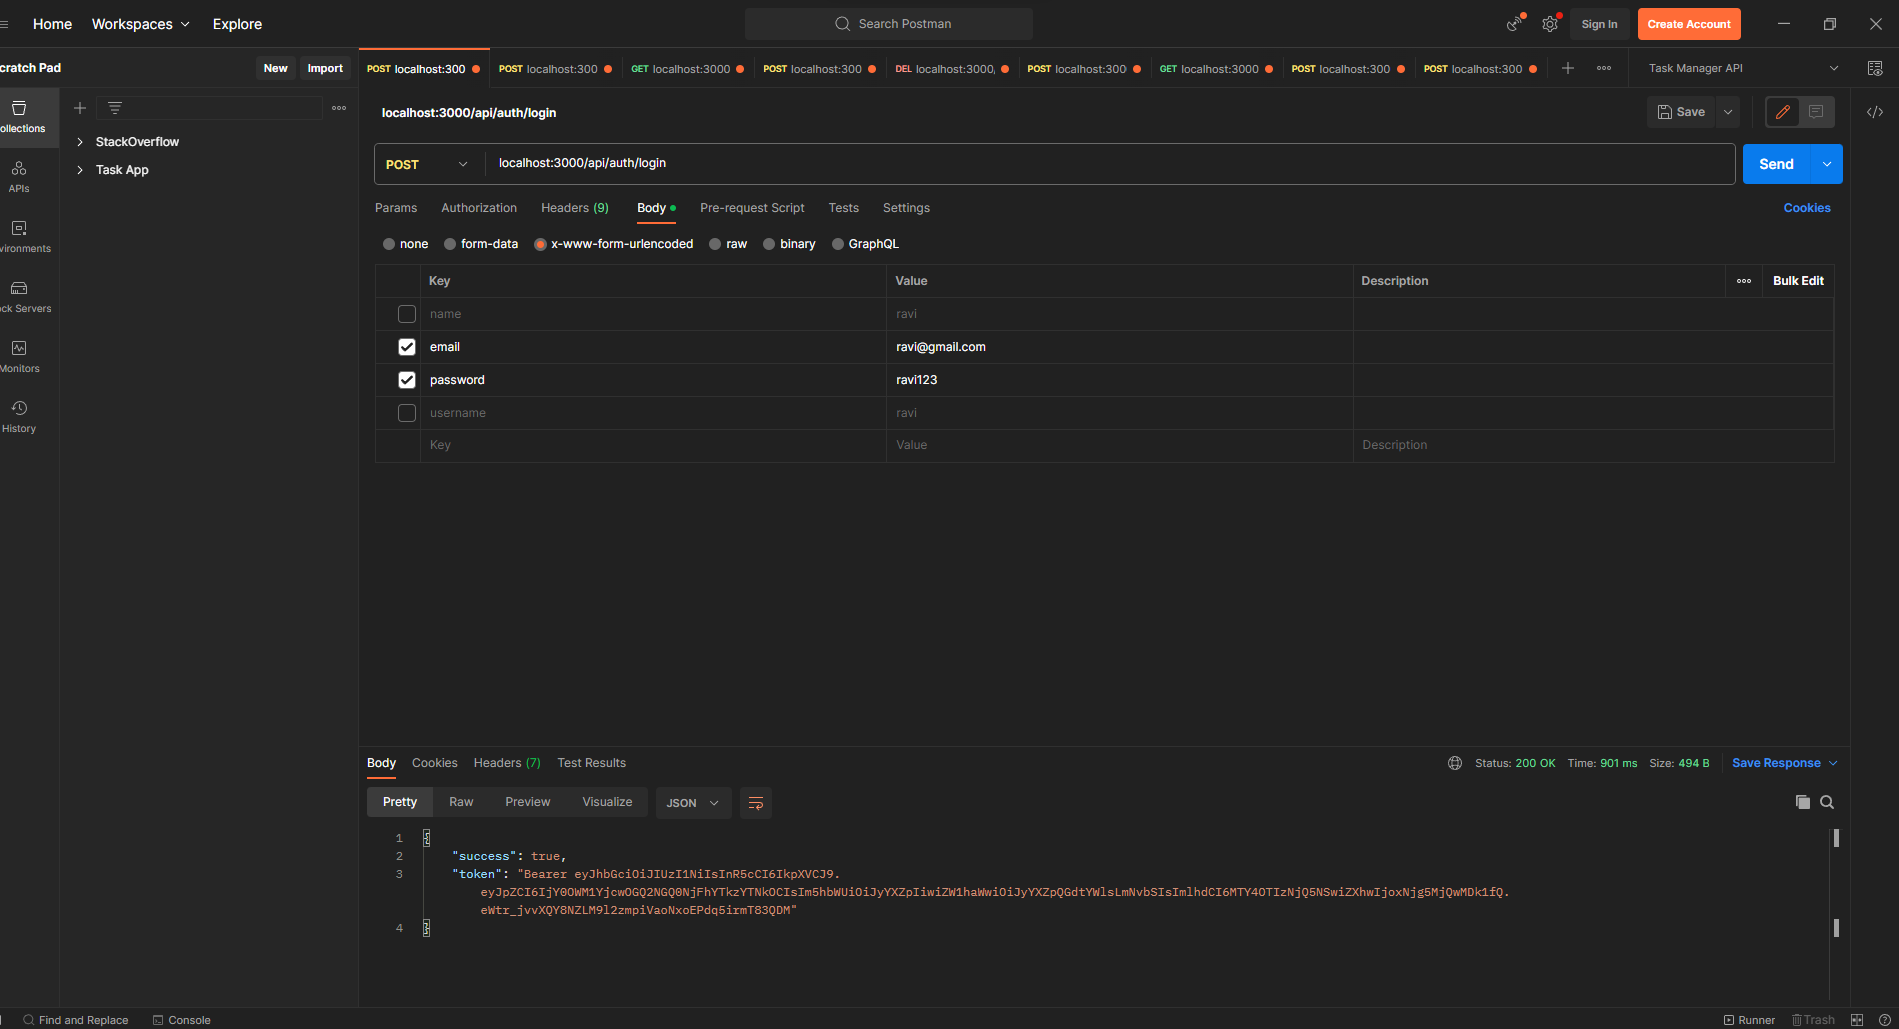 Home Workspaces Explore Search Postman Sign In Create Account
cratch Pad New Import
POST localhost:300 POST localhost:300 GET localhost:3000 POST localhost:300 DEL localhost:3000, POST localhost:300 GET localhost:3000 POST localhost:300 POST localhost:300 Task Manager API
ollections
APIs
vironments
ock Servers
Monitors
History
StackOverflow
Task App
localhost:3000/api/auth/login Save
POST localhost:3000/api/auth/login Send
Params Authorization Headers (9) Body Pre-request Script Tests Settings Cookies
none form-data x-www-form-urlencoded raw binary GraphQL
Key Value Description Bulk Edit
name ravi
email ravi@gmail.com
password ravi123
username ravi
Key Value Description
Body Cookies Headers (7) Test Results Status: 200 OK Time: 901 ms Size: 494 B Save Response
Pretty Raw Preview Visualize JSON
1 {
2 "success": true,
3 "token": "Bearer eyJhbGciOiJIUzI1NiIsInR5cCI6IkpXVCJ9.
eyJpZCI6IjY0OWM1YjcwOGQ2NGQ0NjFhYTkzYTNkOCIsIm5hbWUiOiJyYXZpIiwiZW1haWwiOiJyYXZpQGdtYWlsLmNvbSIsImlhdCI6MTY4OTIzNjQ5NSwiZXhwIjoxNjg5MjQwMDk1fQ.
eWtr_jvvXQY8NZLM9l2zmpiVaoNxoEPdq5irmT83QDM"
4 }
Find and Replace Console Runner Trash